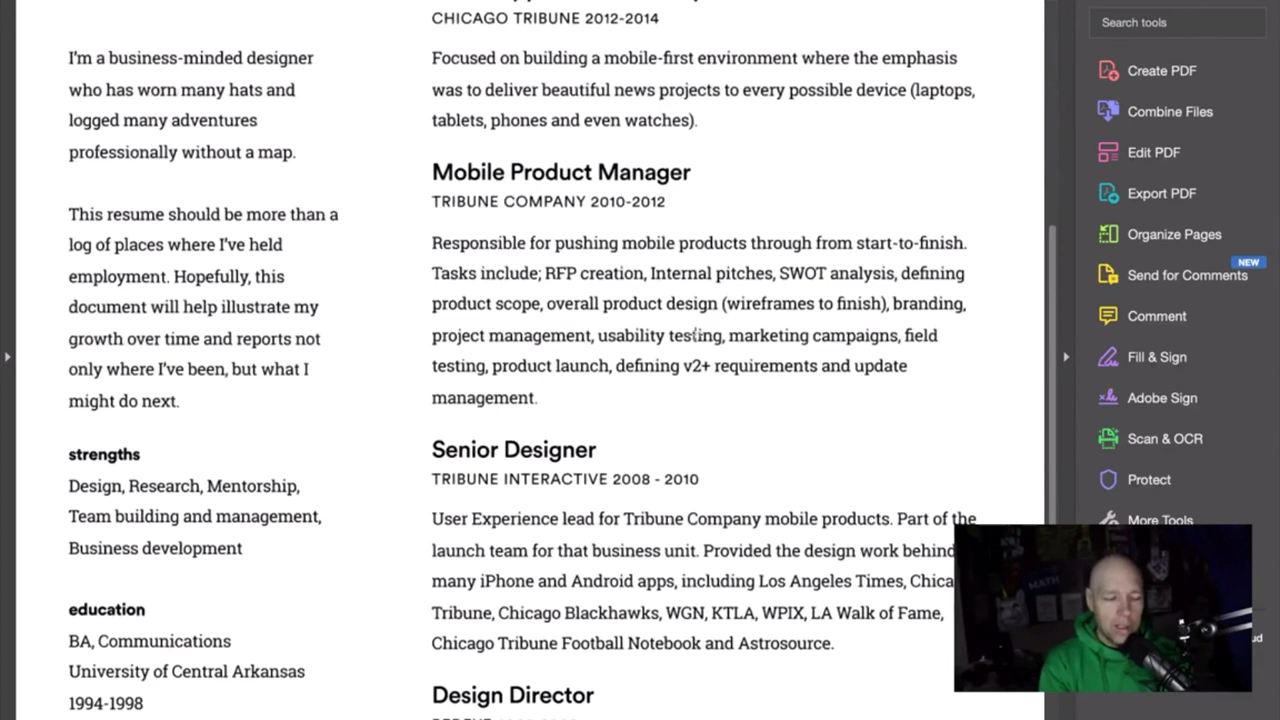 CHICAGO TRIBUNE 2012-2014
Focused on building a mobile-first environment where the emphasis
was to deliver beautiful news projects to every possible device (laptops,
tablets, phones and even watches).
Mobile Product Manager
TRIBUNE COMPANY 2010-2012
Responsible for pushing mobile products through from start-to-finish.
Tasks include; RFP creation, Internal pitches, SWOT analysis, defining
product scope, overall product design (wireframes to finish), branding,
project management, usability testing, marketing campaigns, field
testing, product launch, defining v2+ requirements and update
management.
Senior Designer
TRIBUNE INTERACTIVE 2008 - 2010
User Experience lead for Tribune Company mobile products. Part of the
launch team for that business unit. Provided the design work behind
many iPhone and Android apps, including Los Angeles Times, Chica
Tribune, Chicago Blackhawks, WGN, KTLA, WPIX, LA Walk of Fame,
Chicago Tribune Football Notebook and Astrosource.
Design Director
I'm a business-minded designer
who has worn many hats and
logged many adventures
professionally without a map.
This resume should be more than a
log of places where I've held
employment. Hopefully, this
document will help illustrate my
growth over time and reports not
only where I've been, but what I
might do next.
strengths
Design, Research, Mentorship,
Team building and management,
Business development
education
BA, Communications
University of Central Arkansas
1994-1998
Search tools
Create PDF
Combine Files
Edit PDF
Export PDF
Organize Pages
NEW
Send for Comments
Comment
Fill & Sign
Adobe Sign
Scan & OCR
Protect
More Tools
MATH